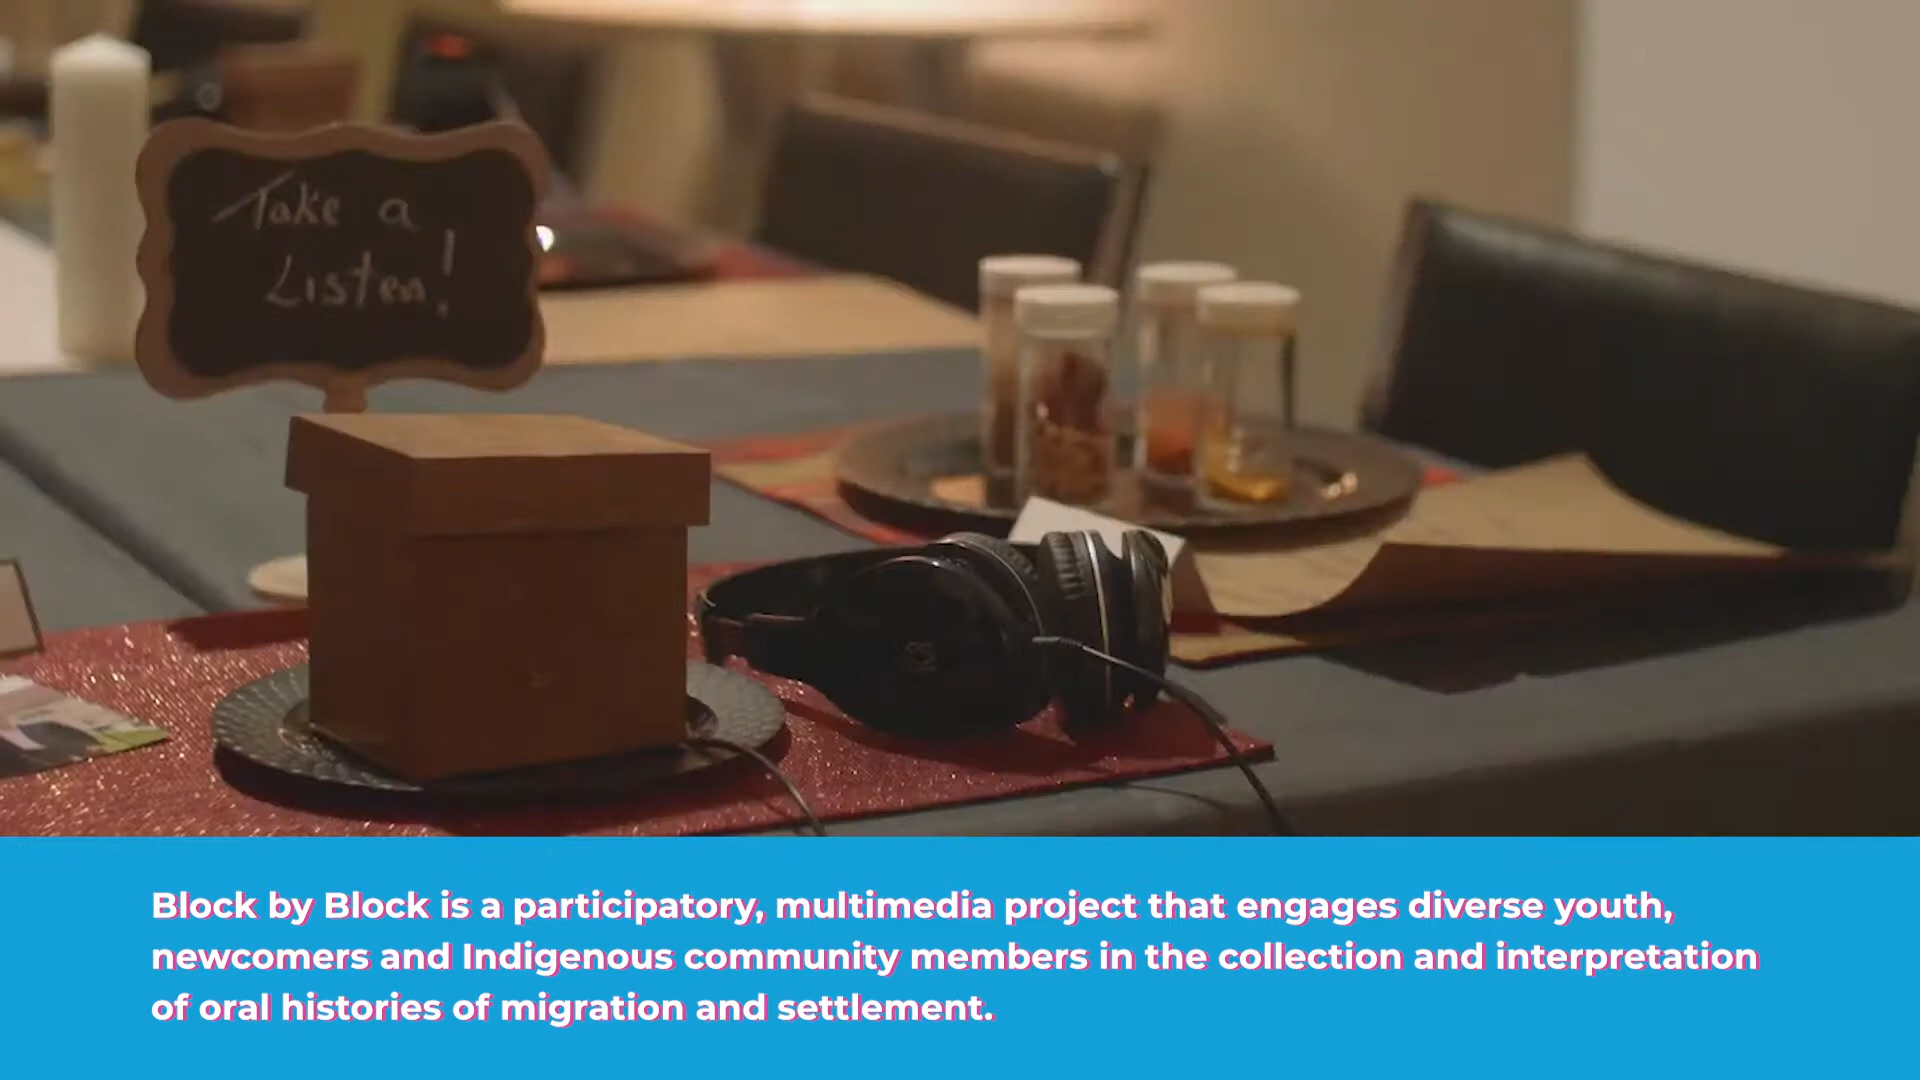 Take a
Listen!
Block by Block is a participatory, multimedia project that engages diverse youth,
newcomers and Indigenous community members in the collection and interpretation
of oral histories of migration and settlement.